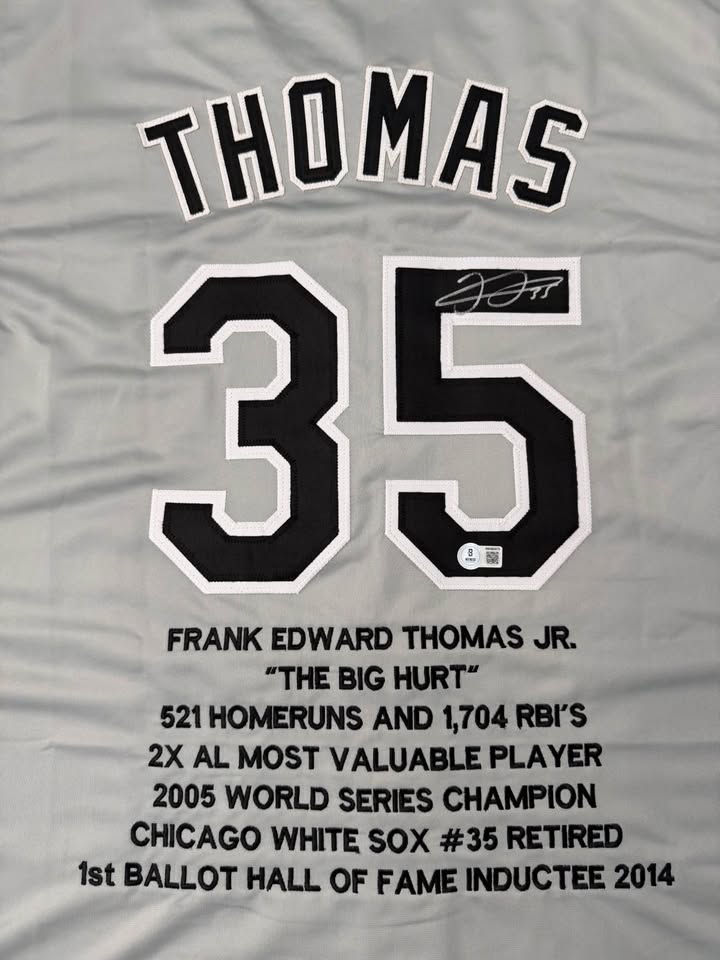 THOMAS
35
35
FRANK EDWARD THOMAS JR.
"THE BIG HURT"
521 HOMERUNS AND 1,704 RBI'S
2X AL MOST VALUABLE PLAYER
2005 WORLD SERIES CHAMPION
CHICAGO WHITE SOX #35 RETIRED
1st BALLOT HALL OF FAME INDUCTEE 2014